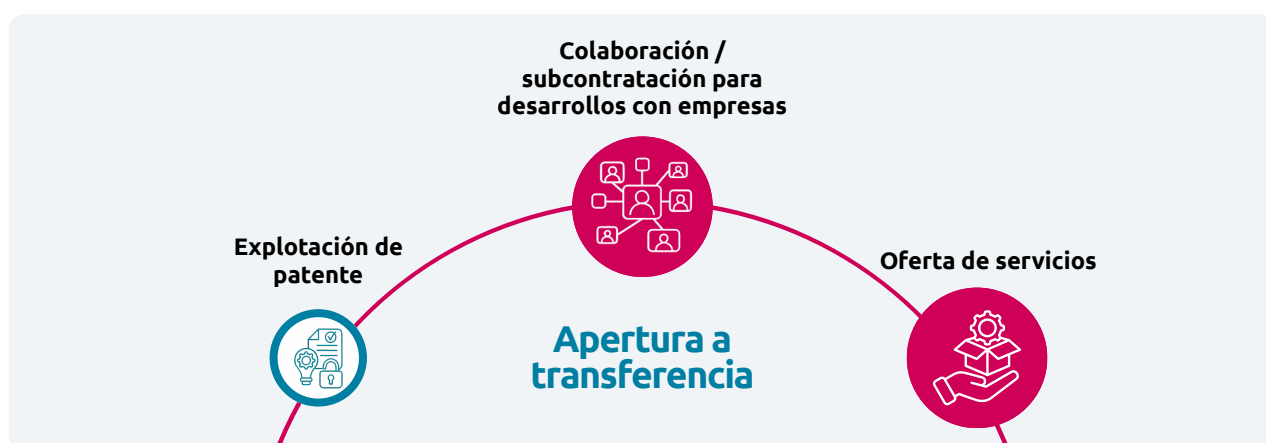 Colaboración /
subcontratación para
desarrollos con empresas
Explotación de
patente
Oferta de servicios
Apertura a
transferencia